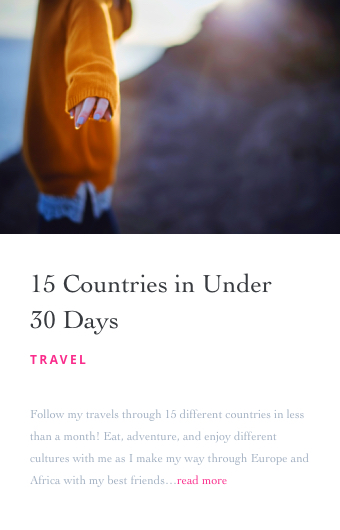 15 Countries in Under
30 Days
TRAVEL
Follow my travels through 15 different countries in less
than a month! Eat, adventure, and enjoy different
cultures with me as I make my way through Europe and
Africa with my best friends...read more